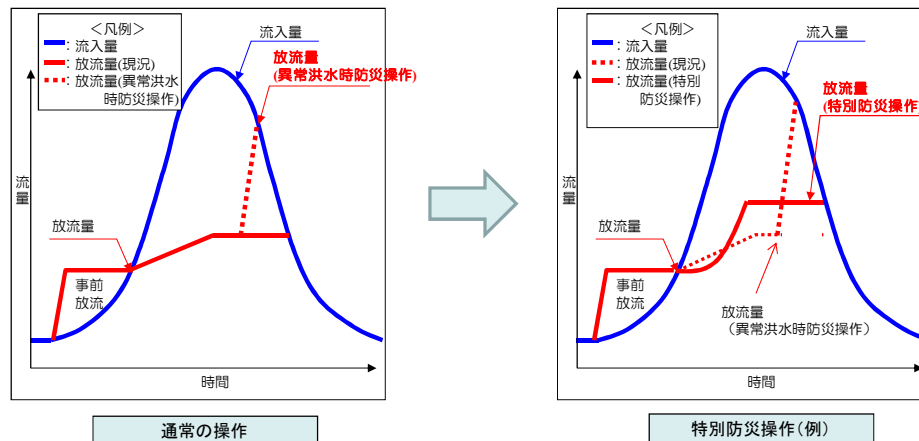 ＜凡例＞
：流入量
：放流量(現況)
：放流量(異常洪水
時防災操作)
流入量
放流量
(異常洪水時防災操作)
流量
放流量
事前
放流
時間
通常の操作
＜凡例＞
：流入量
：放流量(現況)
：放流量(特別
防災操作)
流入量
放流量
(特別防災操作)
流量
放流量
事前
放流
放流量
（異常洪水時防災操作）
時間
特別防災操作(例)